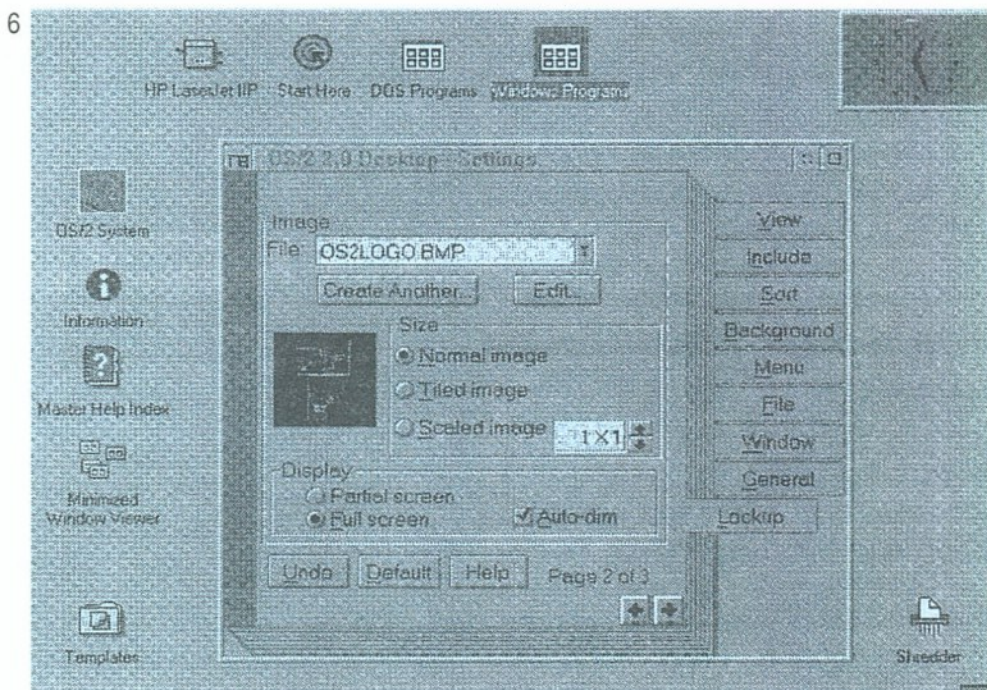 6
HP LaserJet IIP
Start Here
DOS Programs
Windows Programs
OS/2 2.0 Desktop - Settings
OS/2 System
Information
Master Help Index
Minimized
Window Viewer
Templates
Image
File OS2LOGO.BMP
Create Another...
Edit...
Size
Normal image
Tiled image
Scaled image
1 X 1
Display
Partial screen
Full screen
Auto-dim
Undo
Default
Help
Page 2 of 3
View
Include
Sort
Background
Menu
File
Window
General
Lockup
Shredder